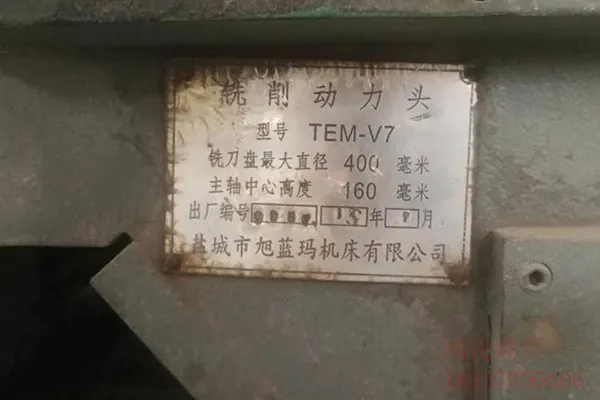 铣削动力头
型号 TEM-V7
铣刀盘最大直径 400 毫米
主轴中心高度 160 毫米
出厂编号 15年 月
盐城市旭蓝玛机床有限公司